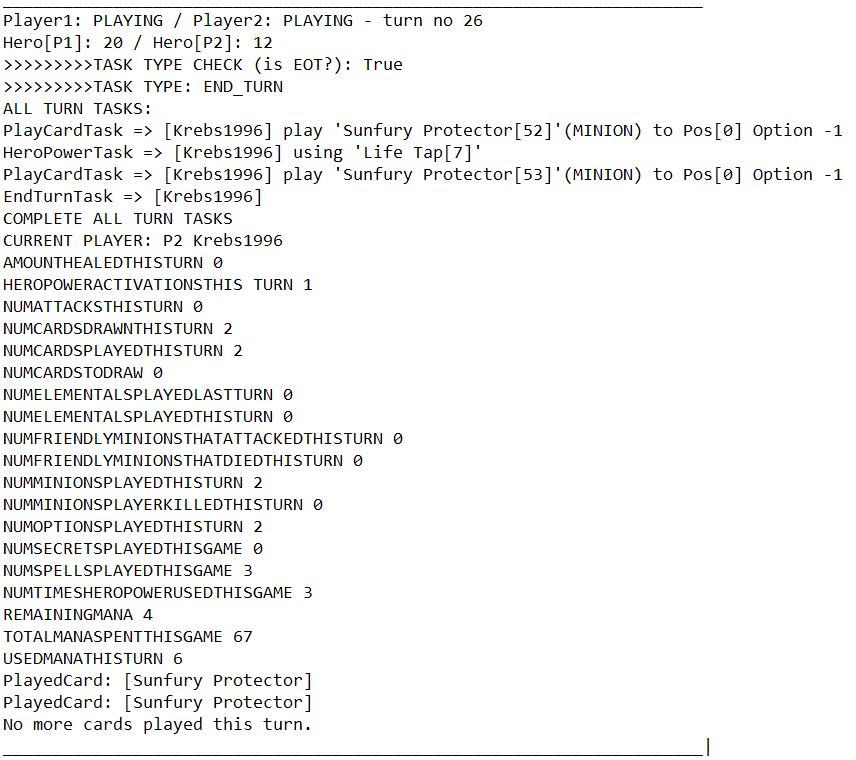 Player1: PLAYING / Player2: PLAYING - turn no 26
Hero[P1]: 20 / Hero[P2]: 12
>>>>>>>>>TASK TYPE CHECK (is EOT?): True
>>>>>>>>>TASK TYPE: END_TURN
ALL TURN TASKS:
PlayCardTask => [Krebs1996] play 'Sunfury Protector[52]'(MINION) to Pos[0] Option -1
HeroPowerTask => [Krebs1996] using 'Life Tap[7]'
PlayCardTask => [Krebs1996] play 'Sunfury Protector[53]'(MINION) to Pos[0] Option -1
EndTurnTask => [Krebs1996]
COMPLETE ALL TURN TASKS
CURRENT PLAYER: P2 Krebs1996
AMOUNTHEALEDTHISTURN 0
HEROPOWERACTIVATIONSTHIS TURN 1
NUMATTACKSTHISTURN 0
NUMCARDSDRAWNTHISTURN 2
NUMCARDSPLAYEDTHISTURN 2
NUMCARDSTODRAW 0
NUMELEMENTALSPLAYEDLASTTURN 0
NUMELEMENTALSPLAYEDTHISTURN 0
NUMFRIENDLYMINIONSTHATATTACKEDTHISTURN 0
NUMFRIENDLYMINIONSTHATDIEDTHISTURN 0
NUMMINIONSPLAYEDTHISTURN 2
NUMMINIONSPLAYERKILLEDTHISTURN 0
NUMOPTIONSPLAYEDTHISTURN 2
NUMSECRETSPLAYEDTHISGAME 0
NUMSPELLSPLAYEDTHISGAME 3
NUMTIMESHEROPOWERUSEDTHISGAME 3
REMAININGMANA 4
TOTALMANASPENTTHISGAME 67
USEDMANATHISTURN 6
PlayedCard: [Sunfury Protector]
PlayedCard: [Sunfury Protector]
No more cards played this turn.